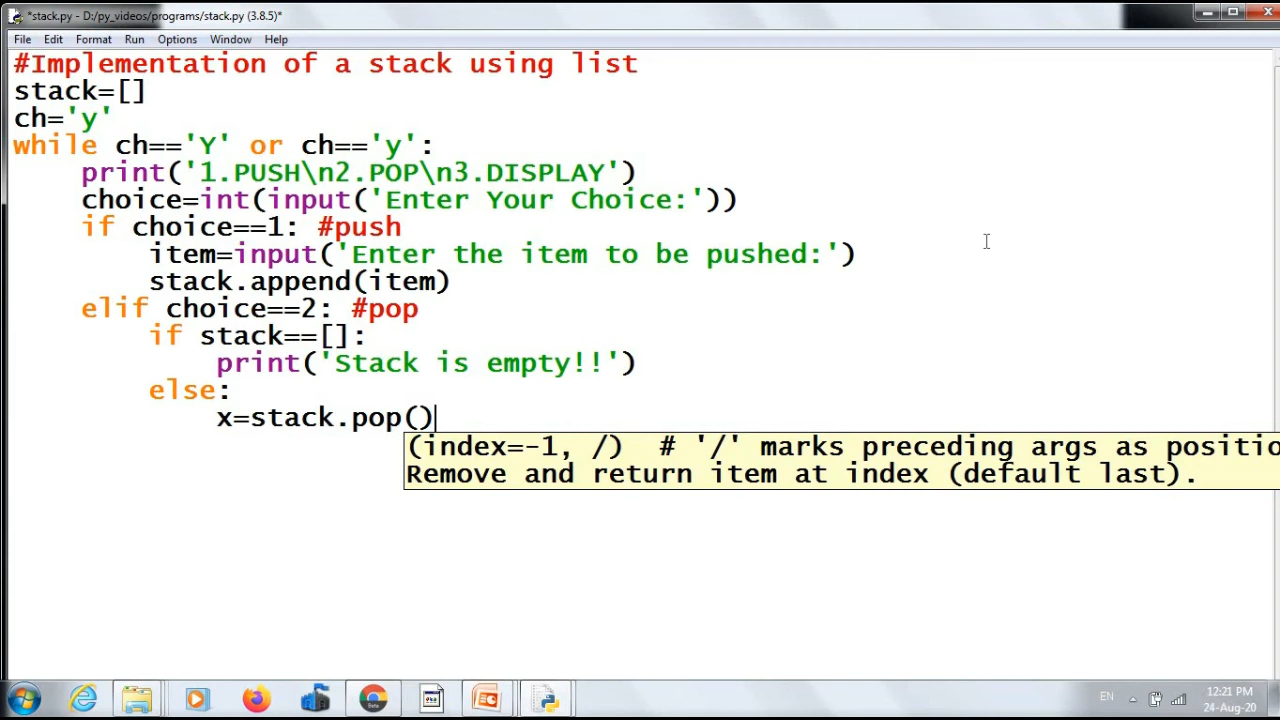 *stack.py - D:/py_videos/programs/stack.py (3.8.5)*
File Edit Format Run Options Window Help
#Implementation of a stack using list
stack=[]
ch='y'
while ch=='Y' or ch=='y':
    print('1.PUSH\n2.POP\n3.DISPLAY')
    choice=int(input('Enter Your Choice:'))
    if choice==1: #push
        item=input('Enter the item to be pushed:')
        stack.append(item)
    elif choice==2: #pop
        if stack==[]:
            print('Stack is empty!!')
        else:
            x=stack.pop()
(index=-1, /)  # '/' marks preceding args as positio
Remove and return item at index (default last).
EN
12:21 PM
24-Aug-20